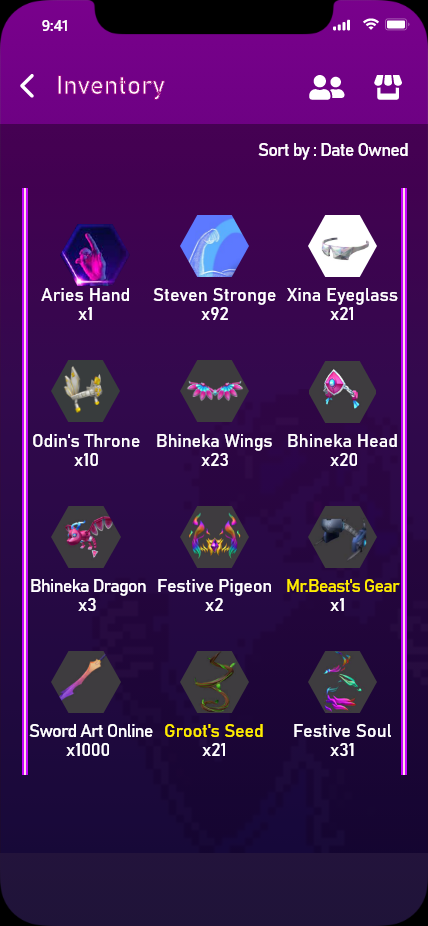 9:41
Inventory
Sort by : Date Owned
Aries Hand
x1
Steven Stronge
x92
Xina Eyeglass
x21
Odin's Throne
x10
Bhineka Wings
x23
Bhineka Head
x20
Bhineka Dragon
x3
Festive Pigeon
x2
Mr.Beast's Gear
x1
Sword Art Online
x1000
Groot's Seed
x21
Festive Soul
x31